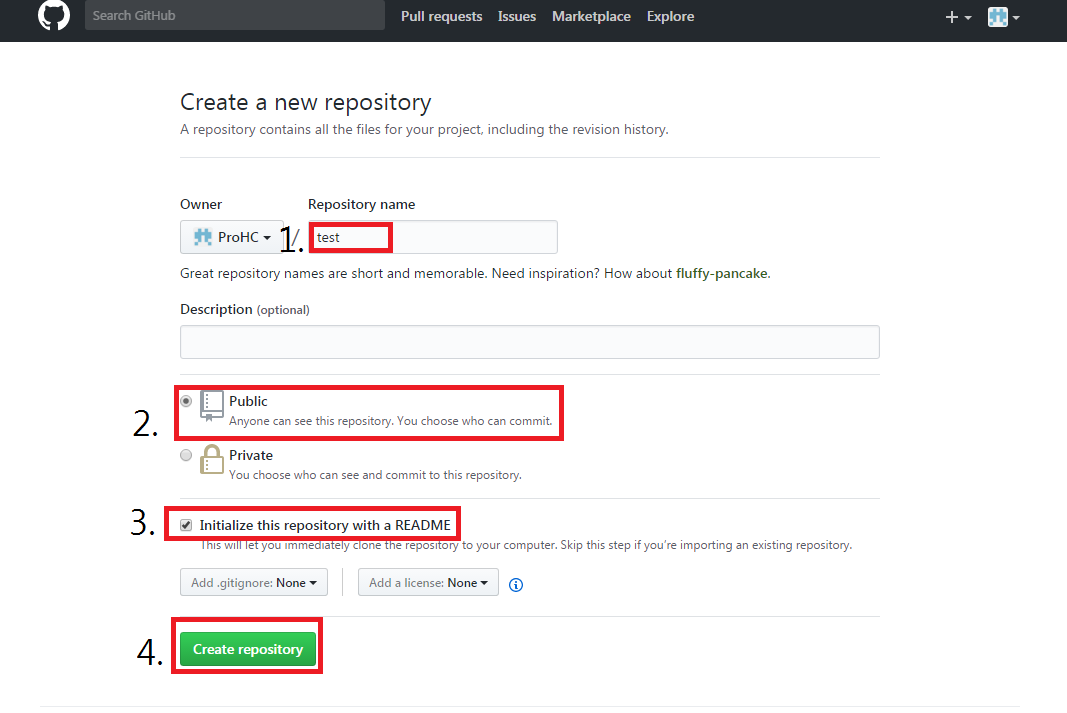 Search GitHub Pull requests Issues Marketplace Explore
Create a new repository
A repository contains all the files for your project, including the revision history.
Owner Repository name
ProHC / 1. test
Great repository names are short and memorable. Need inspiration? How about fluffy-pancake.
Description (optional)
2. Public
Anyone can see this repository. You choose who can commit.
Private
You choose who can see and commit to this repository.
3. Initialize this repository with a README
This will let you immediately clone the repository to your computer. Skip this step if you’re importing an existing repository.
Add .gitignore: None Add a license: None
4. Create repository